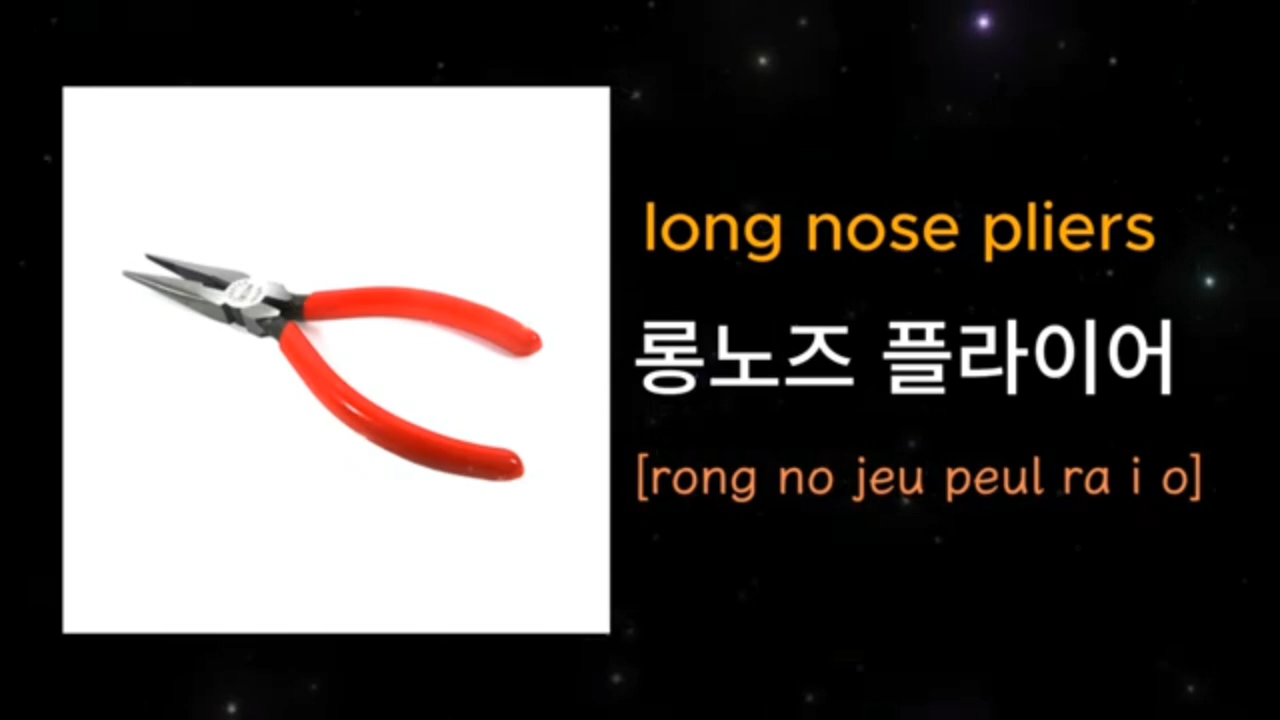 long nose pliers
롱노즈 플라이어
[rong no jeu peul ra i o]